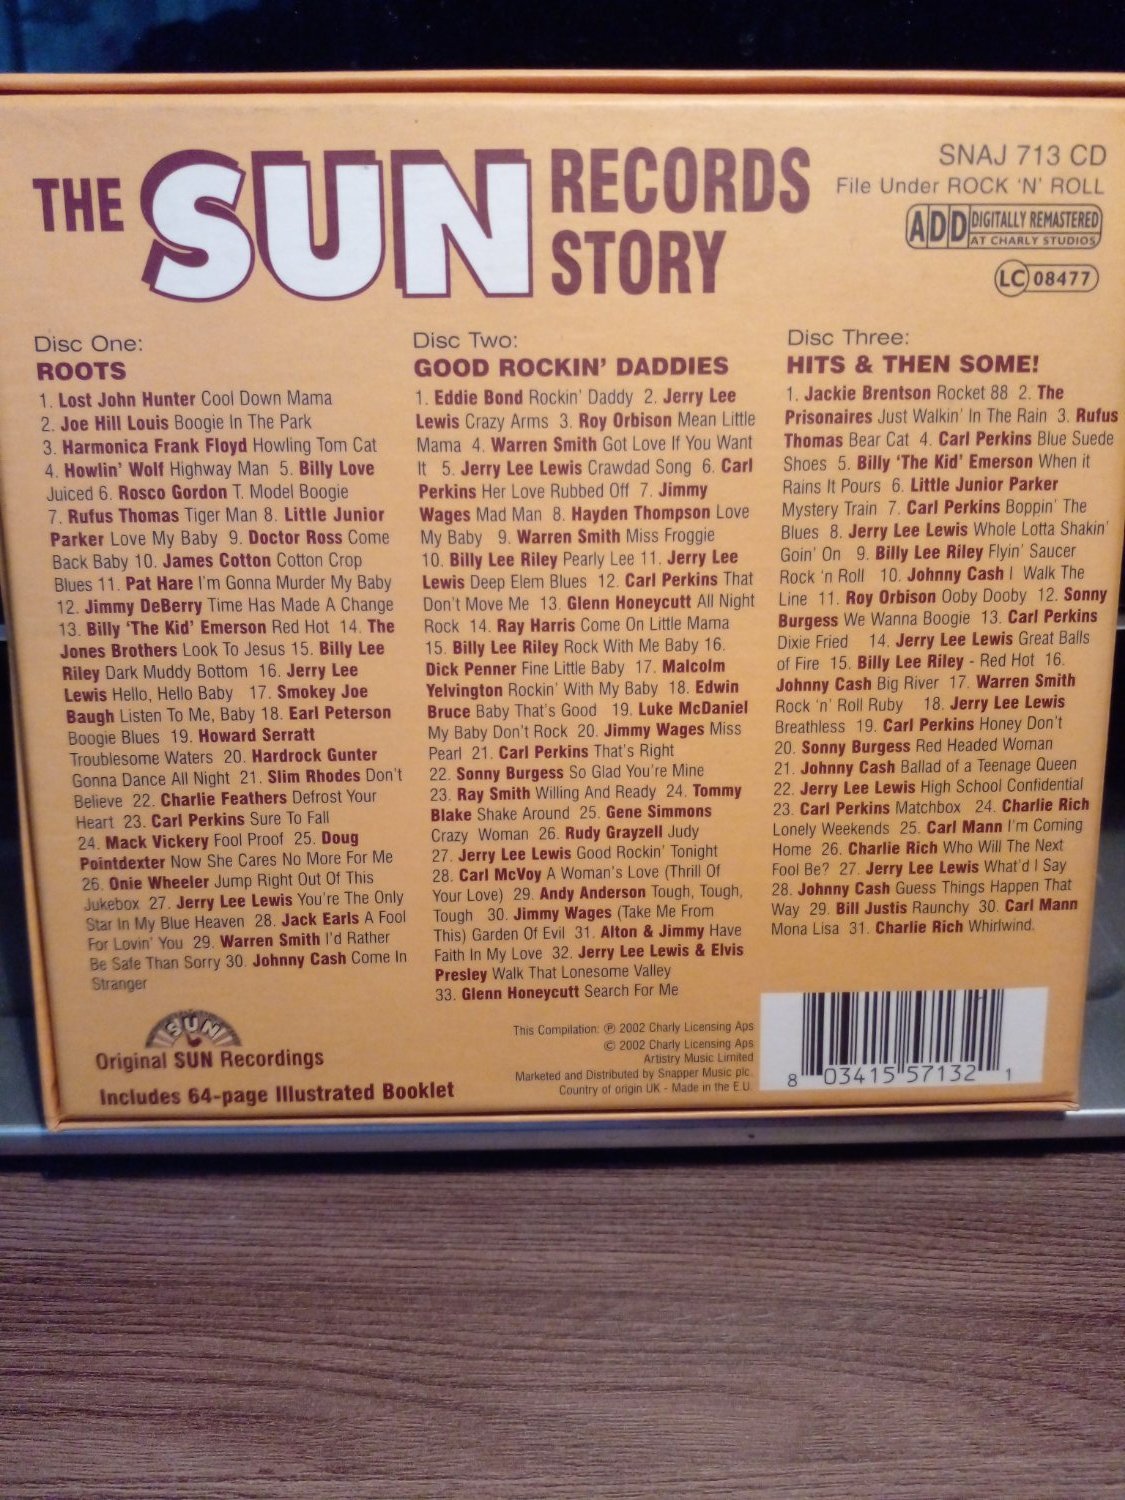 THE SUN RECORDS STORY
SNAJ 713 CD
File Under ROCK 'N' ROLL
ADD DIGITALLY REMASTERED
AT CHARLY STUDIOS
LC 08477
Disc One:
ROOTS
1. Lost John Hunter Cool Down Mama
2. Joe Hill Louis Boogie In The Park
3. Harmonica Frank Floyd Howling Tom Cat
4. Howlin' Wolf Highway Man 5. Billy Love
Juiced 6. Rosco Gordon T. Model Boogie
7. Rufus Thomas Tiger Man 8. Little Junior
Parker Love My Baby 9. Doctor Ross Come
Back Baby 10. James Cotton Cotton Crop
Blues 11. Pat Hare I'm Gonna Murder My Baby
12. Jimmy DeBerry Time Has Made A Change
13. Billy 'The Kid' Emerson Red Hot 14. The
Jones Brothers Look To Jesus 15. Billy Lee
Riley Dark Muddy Bottom 16. Jerry Lee
Lewis Hello, Hello Baby 17. Smokey Joe
Baugh Listen To Me, Baby 18. Earl Peterson
Boogie Blues 19. Howard Serratt
Troublesome Waters 20. Hardrock Gunter
Gonna Dance All Night 21. Slim Rhodes Don't
Believe 22. Charlie Feathers Defrost Your
Heart 23. Carl Perkins Sure To Fall
24. Mack Vickery Fool Proof 25. Doug
Pointdexter Now She Cares No More For Me
26. Onie Wheeler Jump Right Out Of This
Jukebox 27. Jerry Lee Lewis You're The Only
Star In My Blue Heaven 28. Jack Earls A Fool
For Lovin' You 29. Warren Smith I'd Rather
Be Safe Than Sorry 30. Johnny Cash Come In
Stranger
Disc Two:
GOOD ROCKIN' DADDIES
1. Eddie Bond Rockin' Daddy 2. Jerry Lee
Lewis Crazy Arms 3. Roy Orbison Mean Little
Mama 4. Warren Smith Got Love If You Want
It 5. Jerry Lee Lewis Crawdad Song 6. Carl
Perkins Her Love Rubbed Off 7. Jimmy
Wages Mad Man 8. Hayden Thompson Love
My Baby 9. Warren Smith Miss Froggie
10. Billy Lee Riley Pearly Lee 11. Jerry Lee
Lewis Deep Elem Blues 12. Carl Perkins That
Don't Move Me 13. Glenn Honeycutt All Night
Rock 14. Ray Harris Come On Little Mama
15. Billy Lee Riley Rock With Me Baby 16.
Dick Penner Fine Little Baby 17. Malcolm
Yelvington Rockin' With My Baby 18. Edwin
Bruce Baby That's Good 19. Luke McDaniel
My Baby Don't Rock 20. Jimmy Wages Miss
Pearl 21. Carl Perkins That's Right
22. Sonny Burgess So Glad You're Mine
23. Ray Smith Willing And Ready 24. Tommy
Blake Shake Around 25. Gene Simmons
Crazy Woman 26. Rudy Grayzell Judy
27. Jerry Lee Lewis Good Rockin' Tonight
28. Carl McVoy A Woman's Love (Thrill Of
Your Love) 29. Andy Anderson Tough, Tough,
Tough 30. Jimmy Wages (Take Me From
This) Garden Of Evil 31. Alton & Jimmy Have
Faith In My Love 32. Jerry Lee Lewis & Elvis
Presley Walk That Lonesome Valley
33. Glenn Honeycutt Search For Me
Disc Three:
HITS & THEN SOME!
1. Jackie Brentson Rocket 88 2. The
Prisonaires Just Walkin' In The Rain 3. Rufus
Thomas Bear Cat 4. Carl Perkins Blue Suede
Shoes 5. Billy 'The Kid' Emerson When it
Rains It Pours 6. Little Junior Parker
Mystery Train 7. Carl Perkins Boppin' The
Blues 8. Jerry Lee Lewis Whole Lotta Shakin'
Goin' On 9. Billy Lee Riley Flyin' Saucer
Rock 'n Roll 10. Johnny Cash I Walk The
Line 11. Roy Orbison Ooby Dooby 12. Sonny
Burgess We Wanna Boogie 13. Carl Perkins
Dixie Fried 14. Jerry Lee Lewis Great Balls
of Fire 15. Billy Lee Riley - Red Hot 16.
Johnny Cash Big River 17. Warren Smith
Rock 'n' Roll Ruby 18. Jerry Lee Lewis
Breathless 19. Carl Perkins Honey Don't
20. Sonny Burgess Red Headed Woman
21. Johnny Cash Ballad of a Teenage Queen
22. Jerry Lee Lewis High School Confidential
23. Carl Perkins Matchbox 24. Charlie Rich
Lonely Weekends 25. Carl Mann I'm Coming
Home 26. Charlie Rich Who Will The Next
Fool Be? 27. Jerry Lee Lewis What'd I Say
28. Johnny Cash Guess Things Happen That
Way 29. Bill Justis Raunchy 30. Carl Mann
Mona Lisa 31. Charlie Rich Whirlwind.
SUN
Original SUN Recordings
Includes 64-page Illustrated Booklet
This Compilation: ℗ 2002 Charly Licensing Aps
© 2002 Charly Licensing Aps
Artistry Music Limited
Marketed and Distributed by Snapper Music plc.
Country of origin UK - Made in the E.U.
8 03415 57132 1